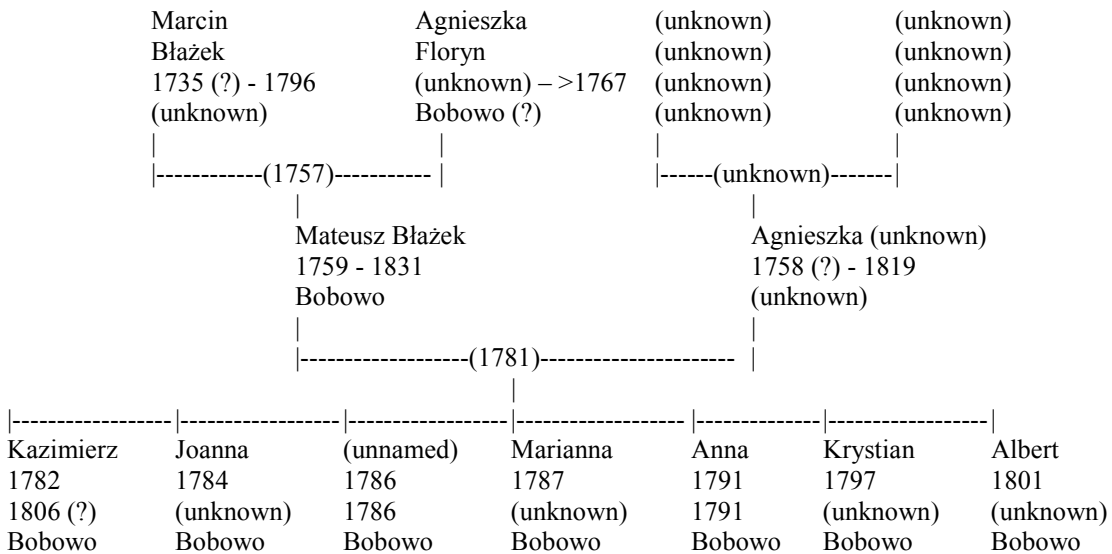 Marcin Agnieszka (unknown) (unknown)
Błażek Floryn (unknown) (unknown)
1735 (?) - 1796 (unknown) – >1767 (unknown) (unknown)
(unknown) Bobowo (?) (unknown) (unknown)
| | | |
|------------(1757)----------- | |------(unknown)-------|
| |
Mateusz Błażek Agnieszka (unknown)
1759 - 1831 1758 (?) - 1819
Bobowo (unknown)
| |
|-------------------(1781)---------------------- |
|
|------------------|------------------|------------------|------------------- |--------------|------------------|
Kazimierz Joanna (unnamed) Marianna Anna Krystian Albert
1782 1784 1786 1787 1791 1797 1801
1806 (?) (unknown) 1786 (unknown) 1791 (unknown) (unknown)
Bobowo Bobowo Bobowo Bobowo Bobowo Bobowo Bobowo